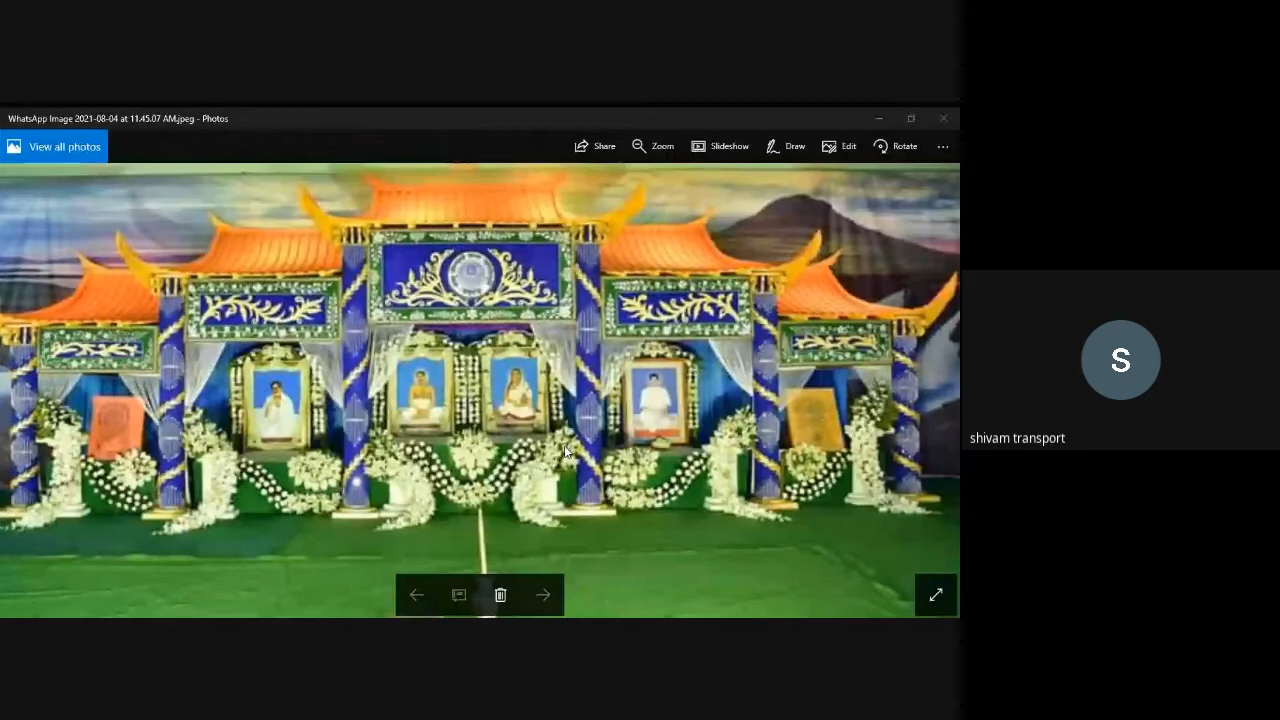 WhatsApp Image 2021-08-04 at 11.45.07 AM.jpeg - Photos
View all photos
Share
Zoom
Slideshow
Draw
Edit
Rotate
S
shivam transport